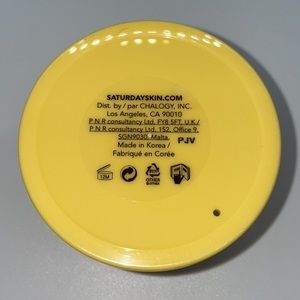 SATURDAYSKIN.COM
Dist. by / par CHALOGY, INC.
Los Angeles, CA 90010
P N R consultancy Ltd, FY8 5FT, U.K./
P N R consultancy Ltd, 152, Office 9,
SGN9030, Malta.
PJV
Made in Korea /
Fabriqué en Corée
12M
OTHER